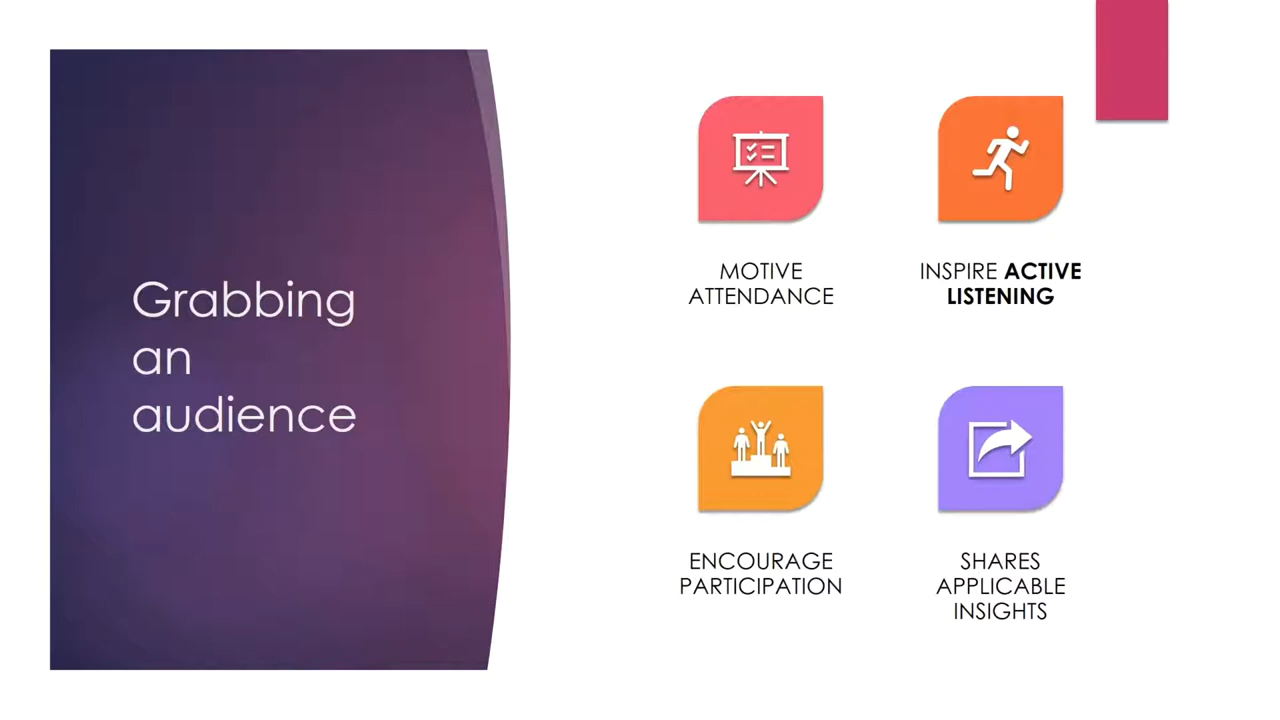 Grabbing
an
audience
MOTIVE
ATTENDANCE
INSPIRE ACTIVE
LISTENING
ENCOURAGE
PARTICIPATION
SHARES
APPLICABLE
INSIGHTS